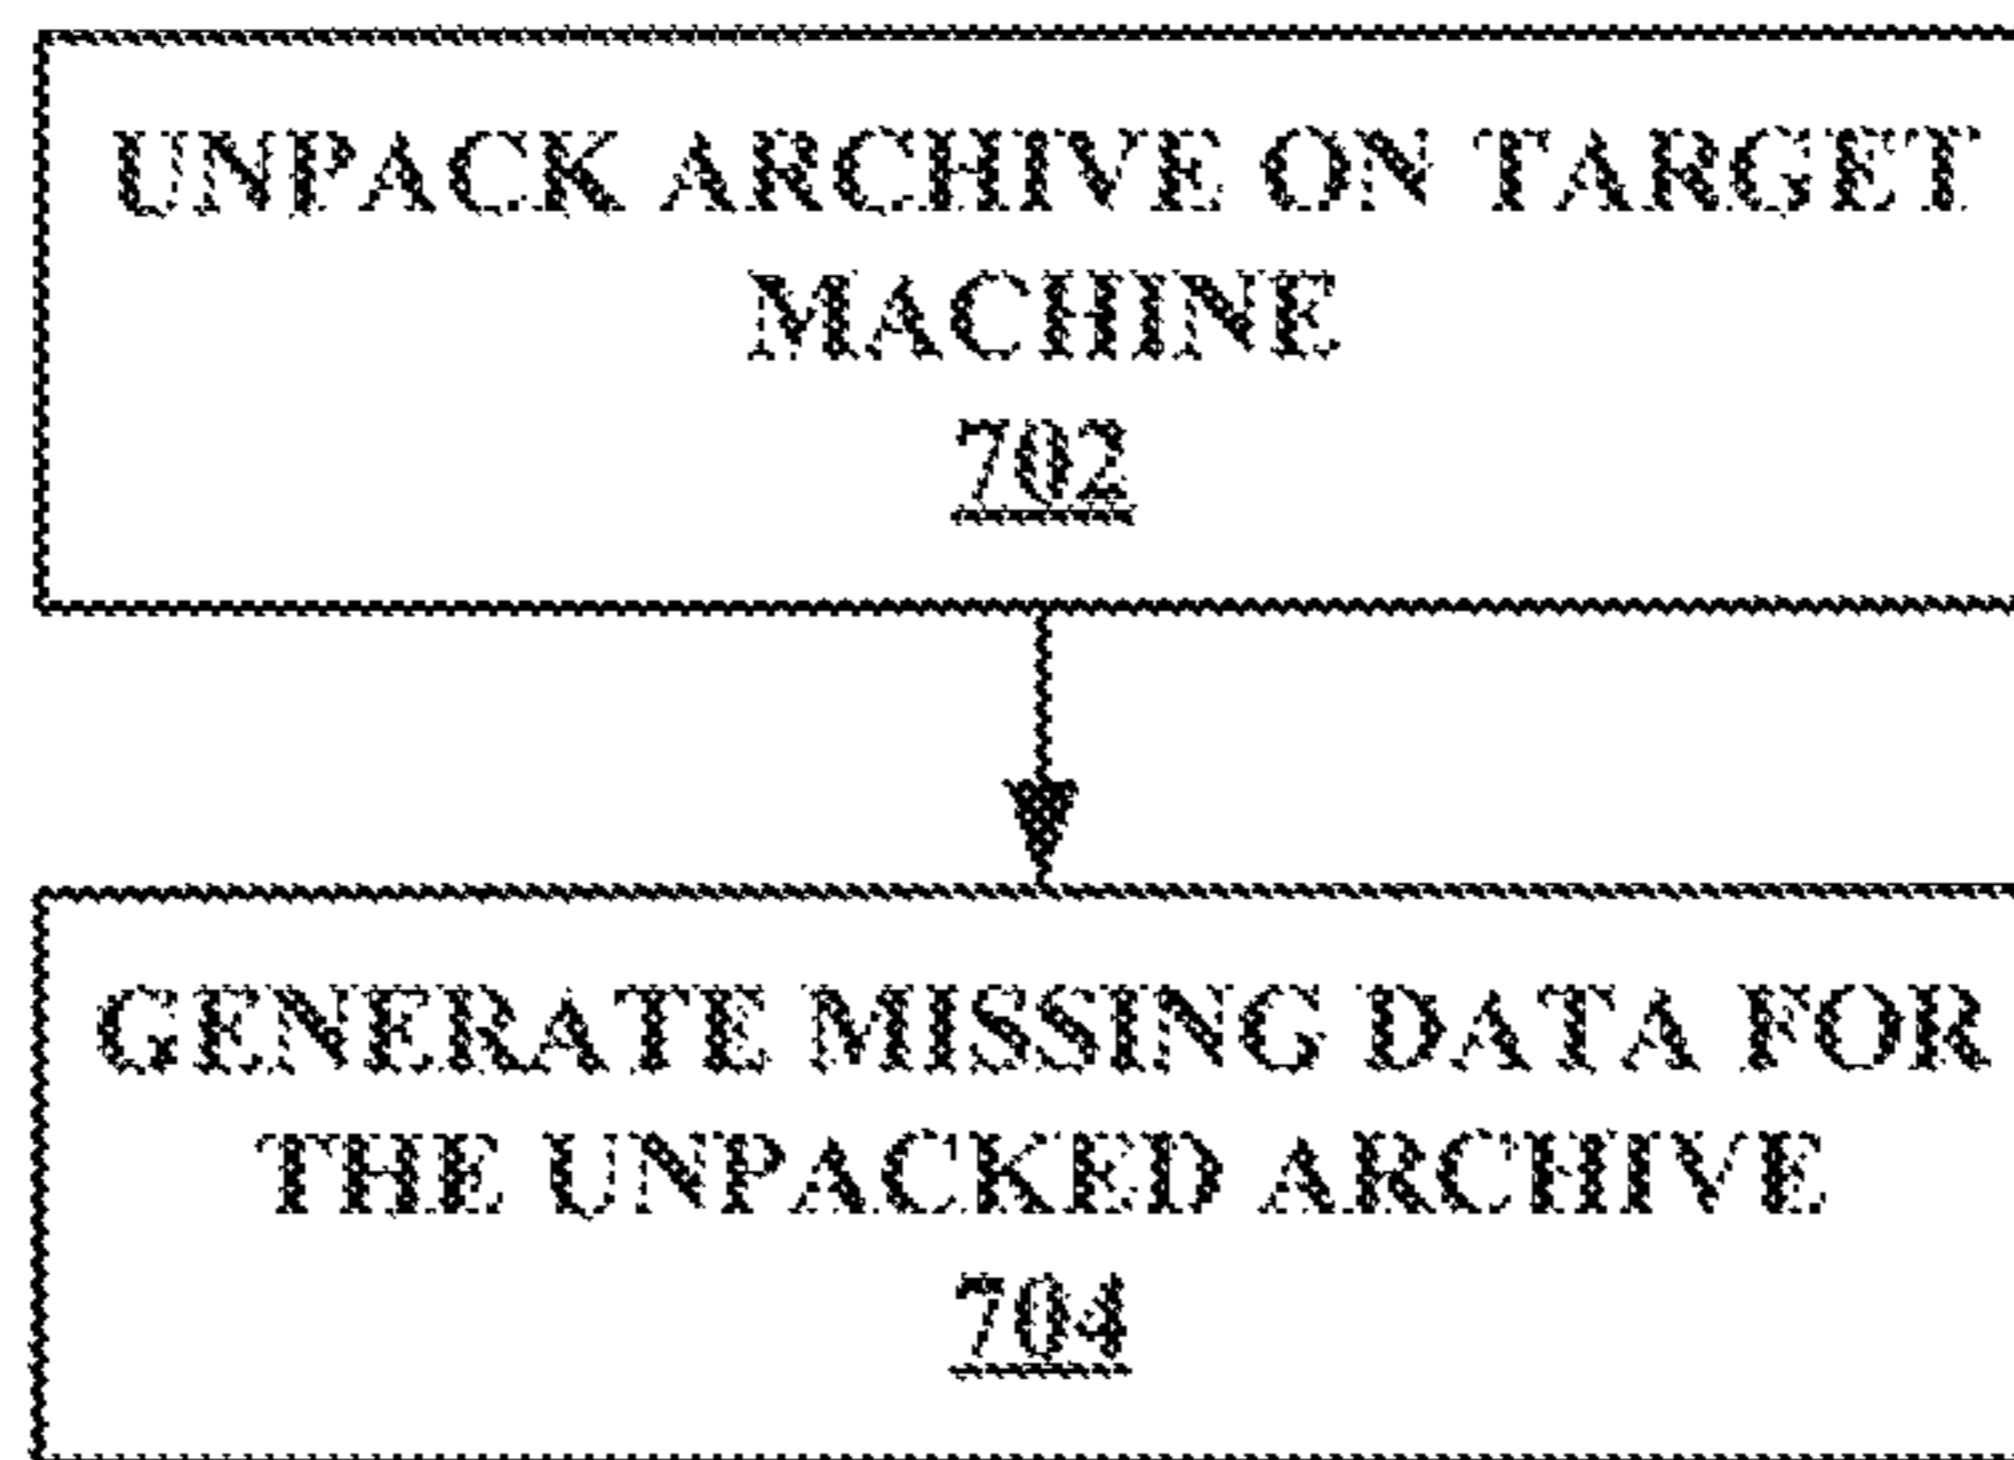 UNPACK ARCHIVE ON TARGET
MACHINE
702
GENERATE MISSING DATA FOR
THE UNPACKED ARCHIVE
704